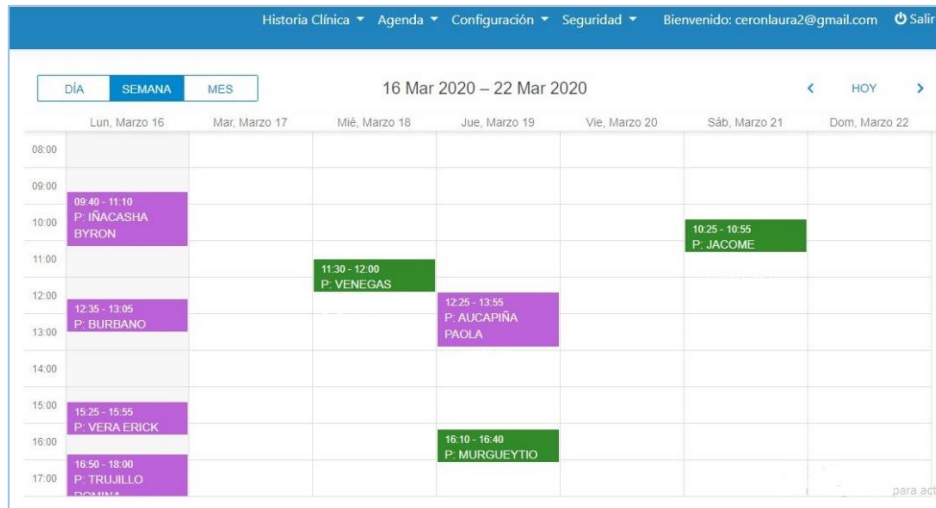 Historia Clínica Agenda Configuración Seguridad Bienvenido: ceronlaura2@gmail.com Salir
DÍA SEMANA MES 16 Mar 2020 – 22 Mar 2020 HOY
Lun, Marzo 16 Mar, Marzo 17 Mié, Marzo 18 Jue, Marzo 19 Vie, Marzo 20 Sáb, Marzo 21 Dom, Marzo 22
08:00
09:00
09:40 - 11:10
P: IÑACASHA
BYRON
10:00
10:25 - 10:55
P: JACOME
11:00
11:30 - 12:00
P: VENEGAS
12:00
12:35 - 13:05
P: BURBANO
12:25 - 13:55
P: AUCAPIÑA
PAOLA
13:00
14:00
15:00
15:25 - 15:55
P: VERA ERICK
16:00
16:10 - 16:40
P: MURGUEYTIO
16:50 - 18:00
P: TRUJILLO
17:00
para act